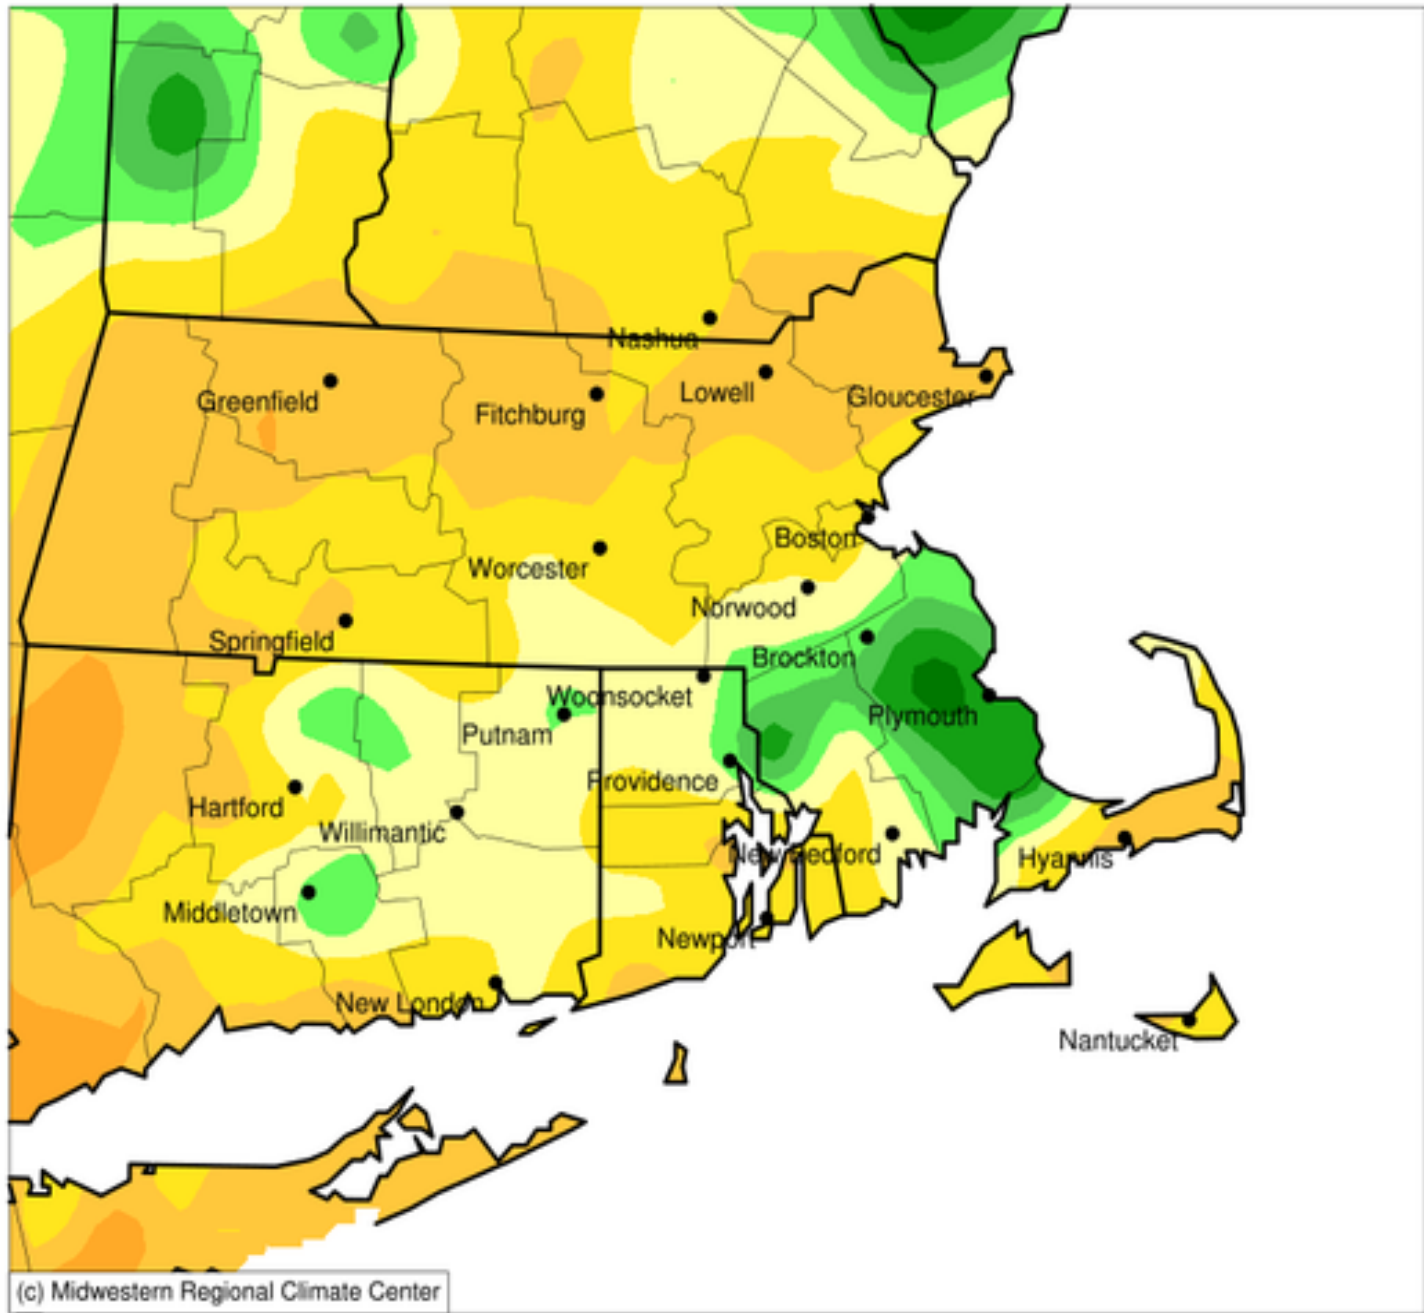 Nashua
Greenfield
Fitchburg
Lowell
Gloucester
Boston
Worcester
Norwood
Springfield
Brockton
Woonsocket
Putnam
Plymouth
Providence
Hartford
Willimantic
New Bedford
Hyannis
Middletown
Newport
New London
Nantucket
(c) Midwestern Regional Climate Center